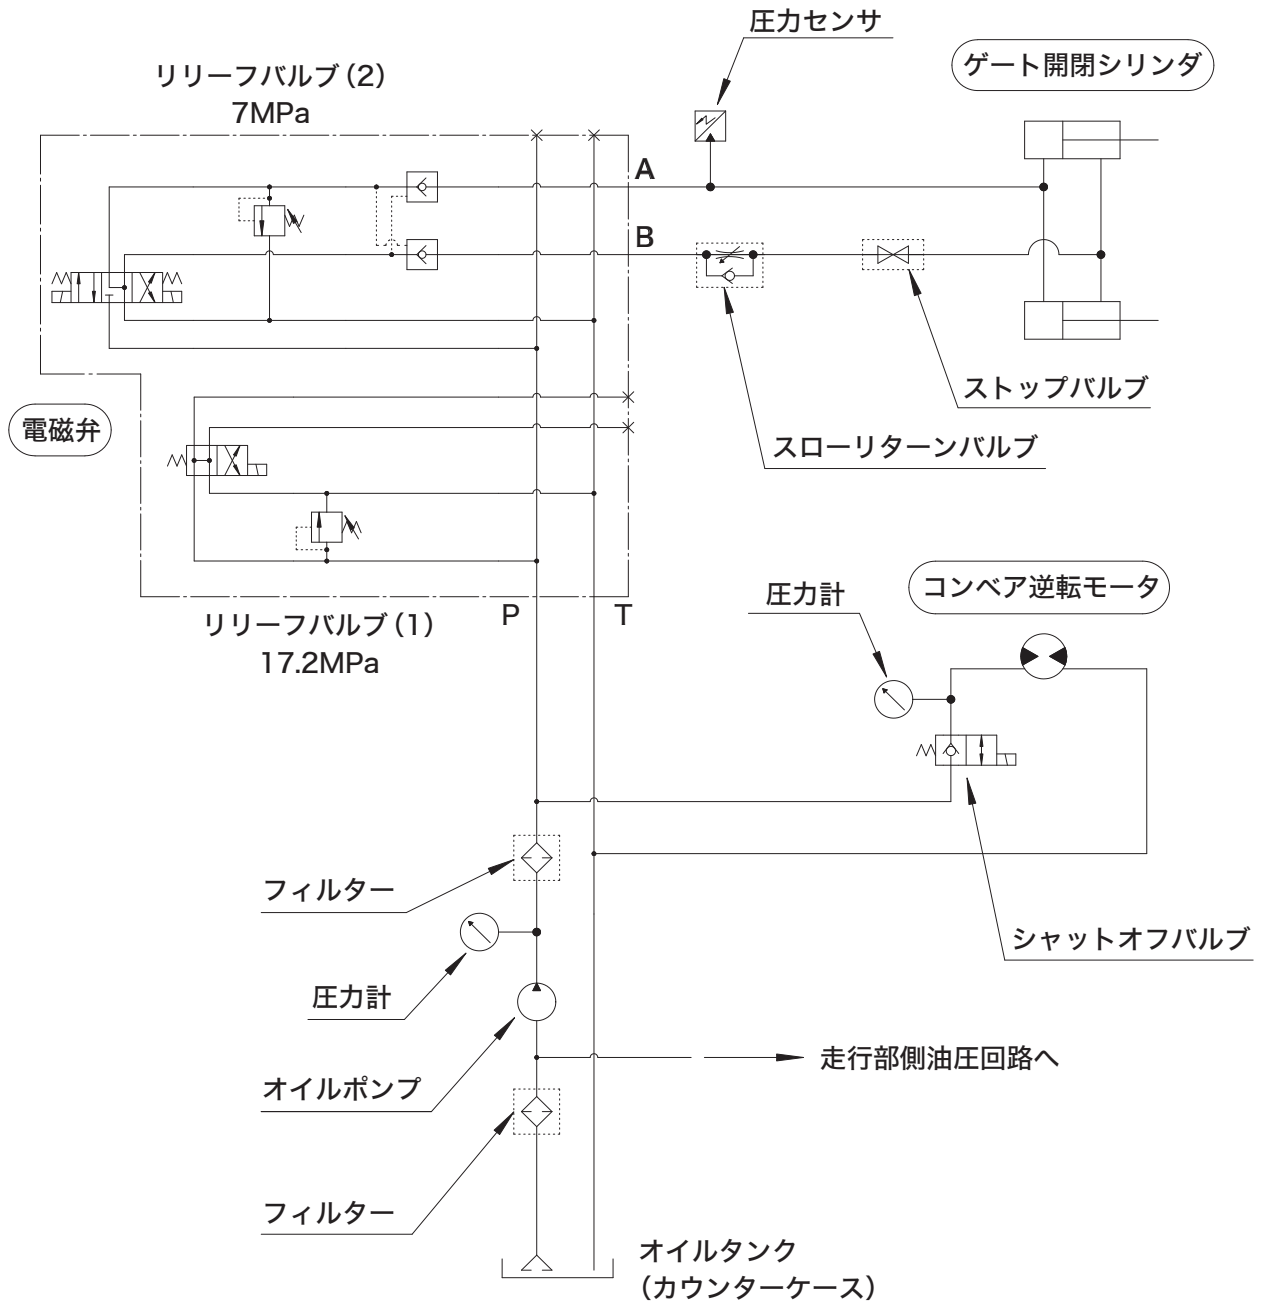 圧力センサ
ゲート開閉シリンダ
リリーフバルブ(2)
7MPa
A
B
ストップバルブ
電磁弁
スローリターンバルブ
コンベア逆転モータ
圧力計
P
T
リリーフバルブ(1)
17.2MPa
フィルター
シャットオフバルブ
圧力計
走行部側油圧回路へ
オイルポンプ
フィルター
オイルタンク
(カウンターケース)